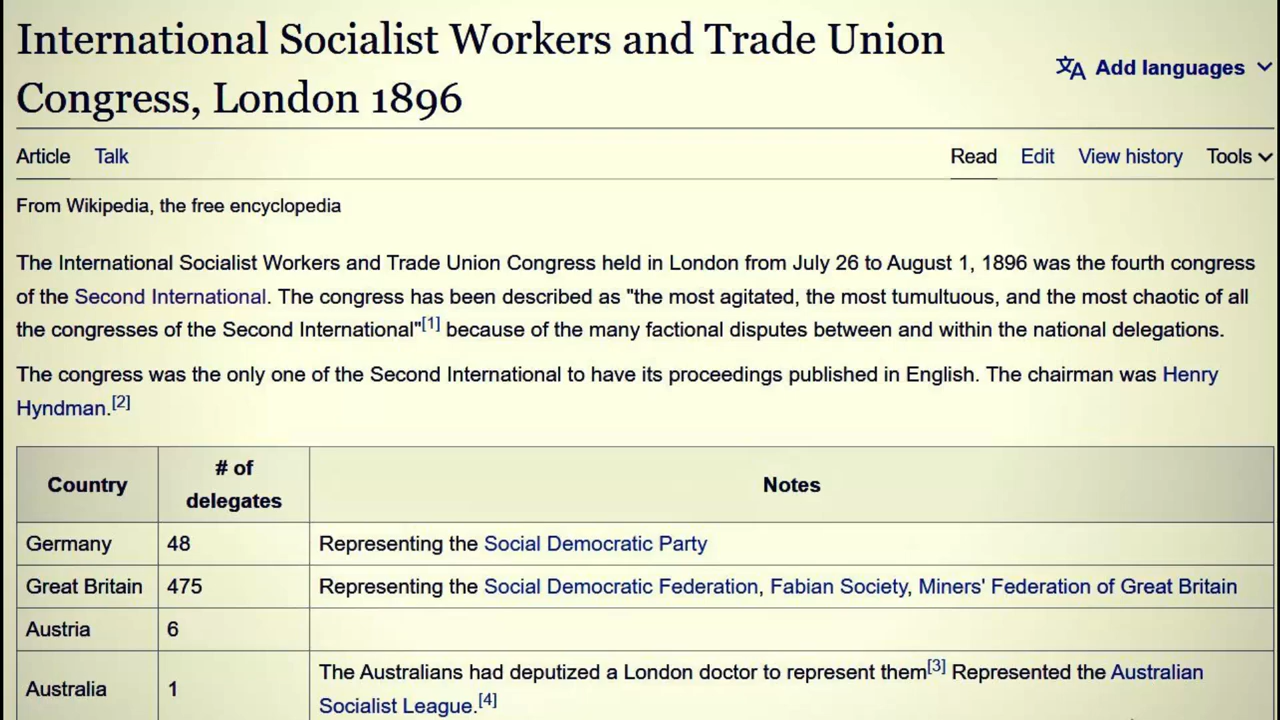 International Socialist Workers and Trade Union
Congress, London 1896
Add languages
Article Talk
Read Edit View history Tools
From Wikipedia, the free encyclopedia
The International Socialist Workers and Trade Union Congress held in London from July 26 to August 1, 1896 was the fourth congress
of the Second International. The congress has been described as "the most agitated, the most tumultuous, and the most chaotic of all
the congresses of the Second International"[1] because of the many factional disputes between and within the national delegations.
The congress was the only one of the Second International to have its proceedings published in English. The chairman was Henry
Hyndman.[2]
Country
# of
delegates
Notes
Germany 48 Representing the Social Democratic Party
Great Britain 475 Representing the Social Democratic Federation, Fabian Society, Miners' Federation of Great Britain
Austria 6
Australia 1 The Australians had deputized a London doctor to represent them[3] Represented the Australian
Socialist League.[4]